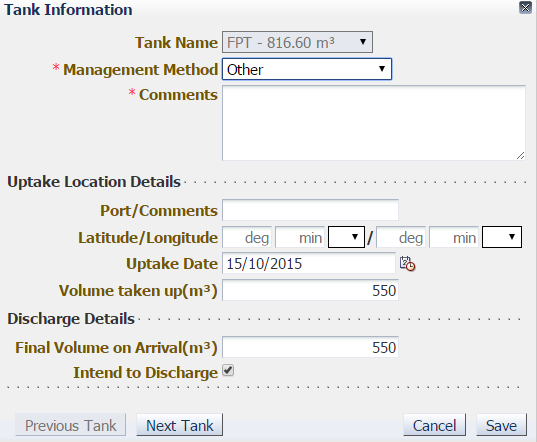 Tank Information
Tank Name FPT - 816.60 m³
* Management Method Other
* Comments
Uptake Location Details
Port/Comments
Latitude/Longitude deg min / deg min
Uptake Date 15/10/2015
Volume taken up(m³) 550
Discharge Details
Final Volume on Arrival(m³) 550
Intend to Discharge
Previous Tank Next Tank Cancel Save